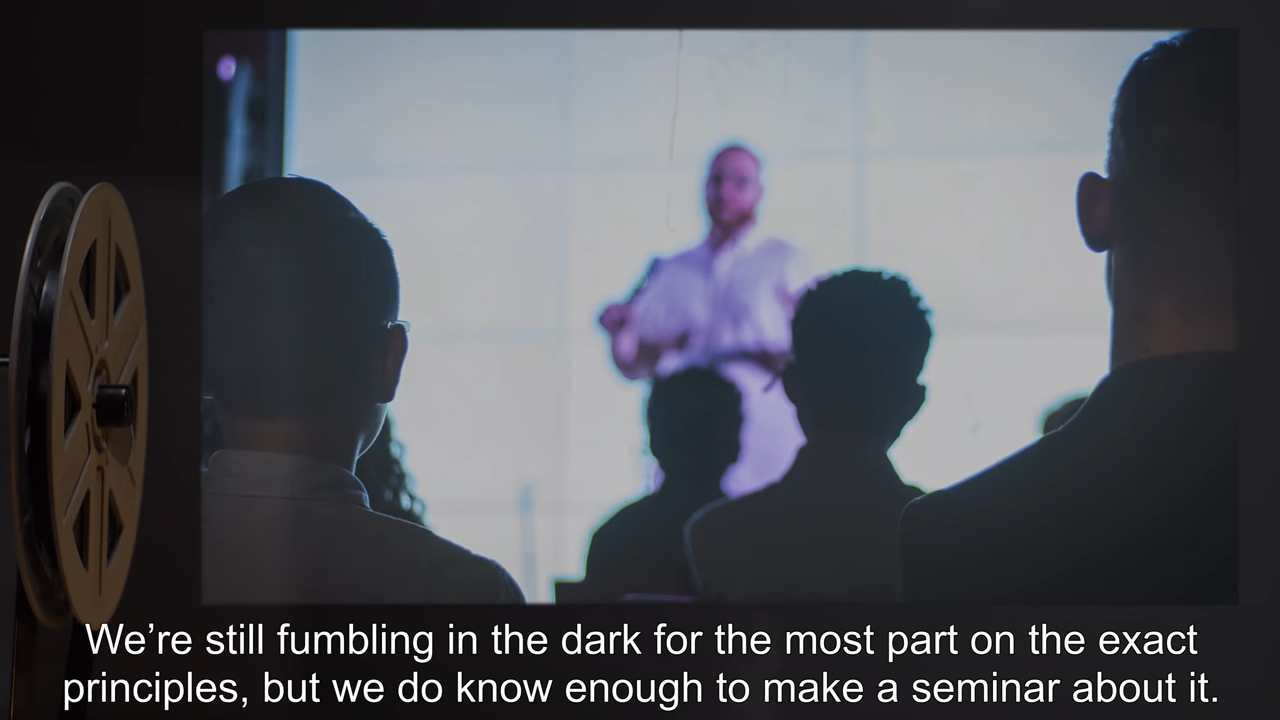 We’re still fumbling in the dark for the most part on the exact
principles, but we do know enough to make a seminar about it.